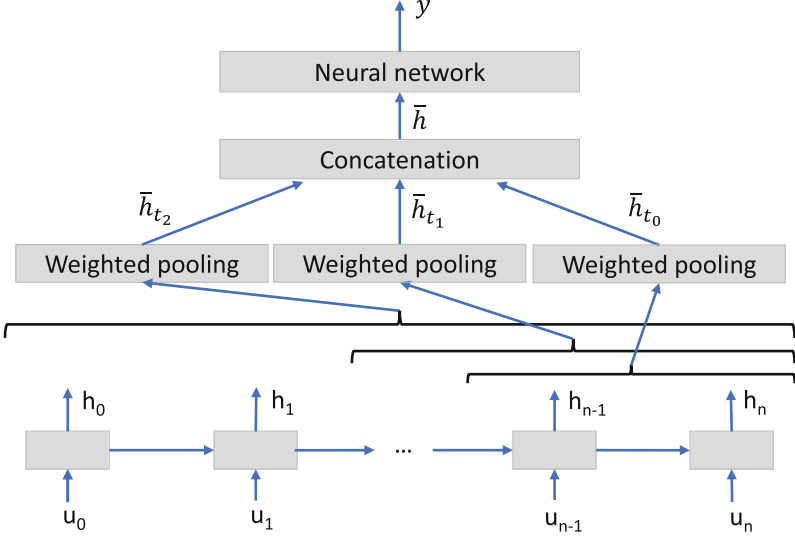 y
Neural network
h̄
Concatenation
h̄t₂ h̄t₁ h̄t₀
Weighted pooling Weighted pooling Weighted pooling
h₀ h₁ hₙ₋₁ hₙ
...
u₀ u₁ uₙ₋₁ uₙ